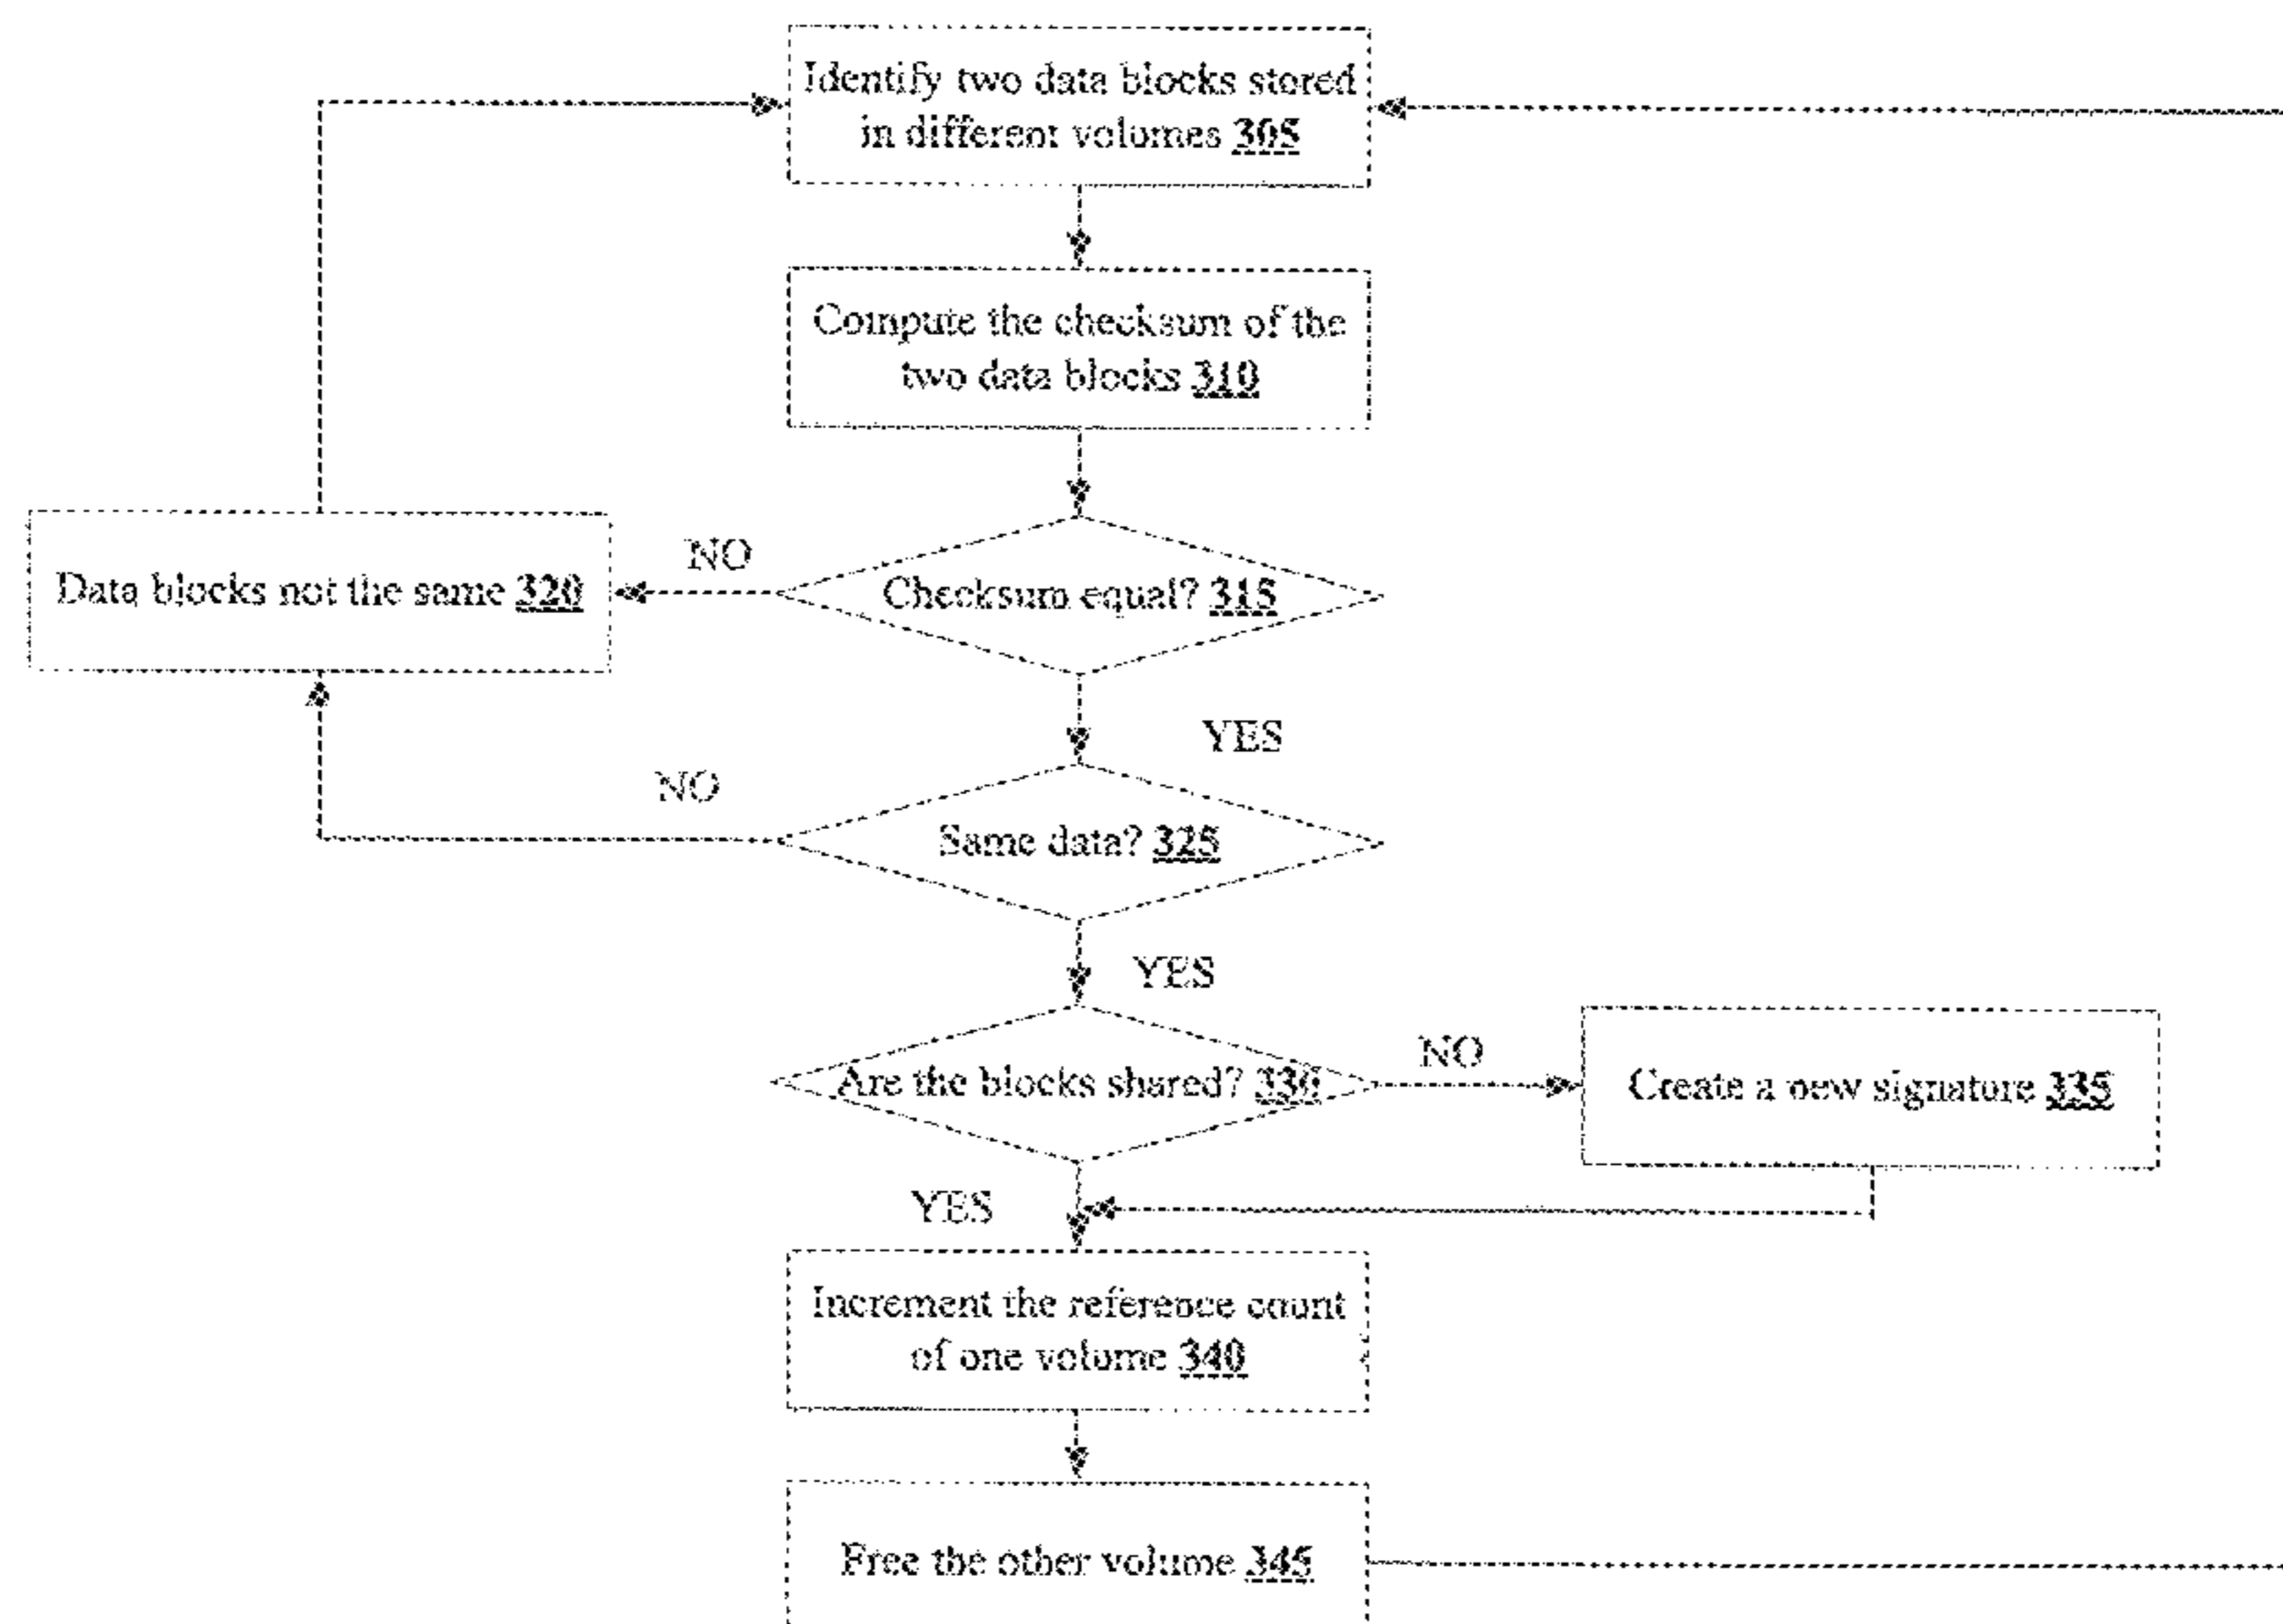 Identify two data blocks stored
in different volumes 305
Compute the checksum of the
two data blocks 310
NO
Data blocks not the same 320
Checksum equal? 315
YES
NO
Same data? 325
YES
Are the blocks shared? 330
NO
Create a new signature 335
YES
Increment the reference count
of one volume 340
Free the other volume 345